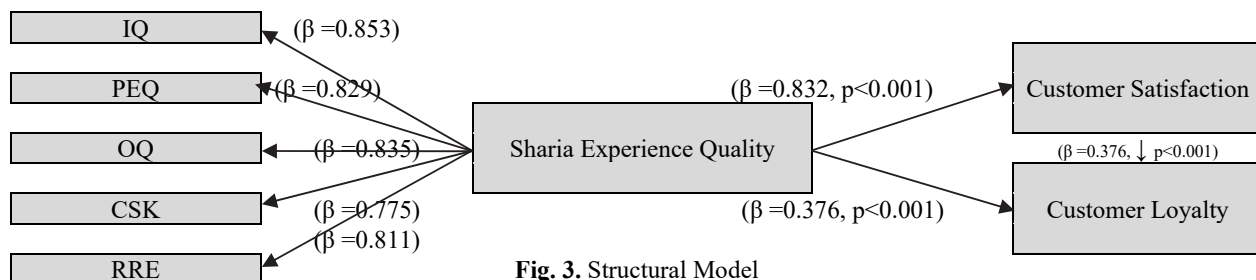 IQ
(β =0.853)
PEQ
(β =0.829)
OQ
(β =0.835)
CSK
(β =0.775)
RRE
(β =0.811)
Sharia Experience Quality
(β =0.832, p<0.001)
Customer Satisfaction
(β =0.376, ↓ p<0.001)
(β =0.376, p<0.001)
Customer Loyalty
Fig. 3. Structural Model